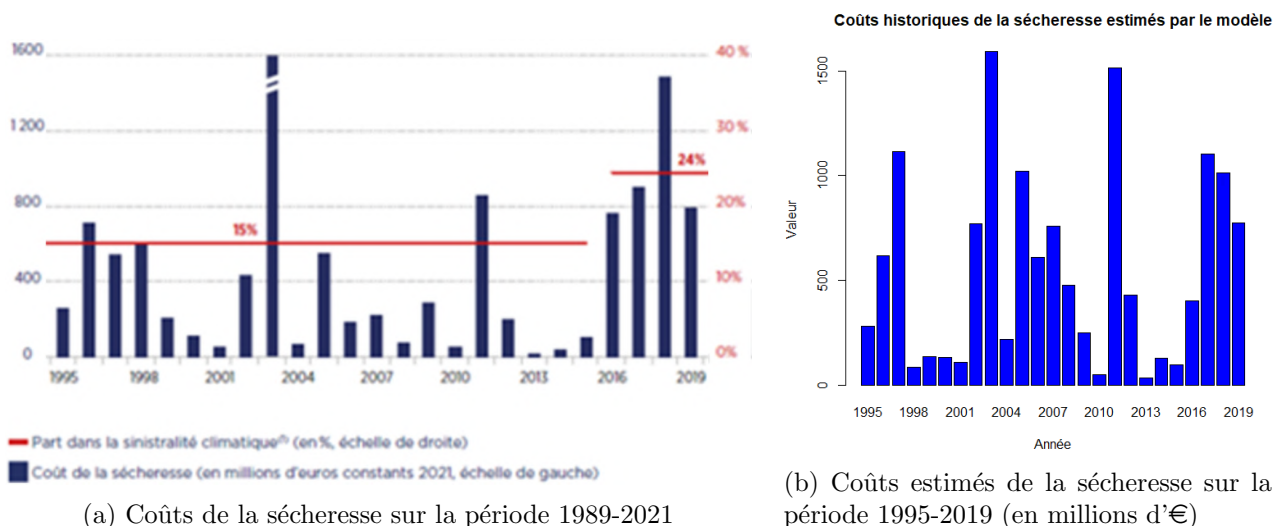 1600
1 200
800
400
0
40 %
30 %
20 %
10%
0%
15%
24%
1995 1998 2001 2004 2007 2010 2013 2016 2019
Part dans la sinistralité climatique⁽¹⁾ (en %, échelle de droite)
Coût de la sécheresse (en millions d'euros constants 2021, échelle de gauche)
(a) Coûts de la sécheresse sur la période 1989-2021
Coûts historiques de la sécheresse estimés par le modèle
Valeur
1500
1000
500
0
1995 1998 2001 2004 2007 2010 2013 2016 2019
Année
(b) Coûts estimés de la sécheresse sur la
période 1995-2019 (en millions d'€)